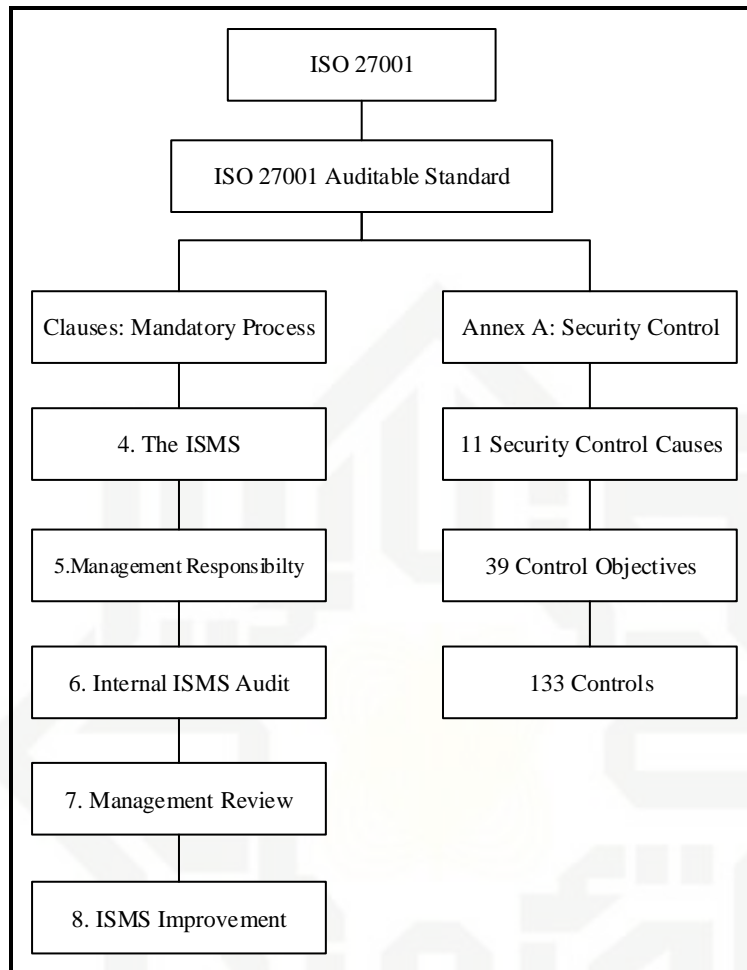 ISO 27001
ISO 27001 Auditable Standard
Clauses: Mandatory Process
4. The ISMS
5.Management Responsibilty
6. Internal ISMS Audit
7. Management Review
8. ISMS Improvement
Annex A: Security Control
11 Security Control Causes
39 Control Objectives
133 Controls